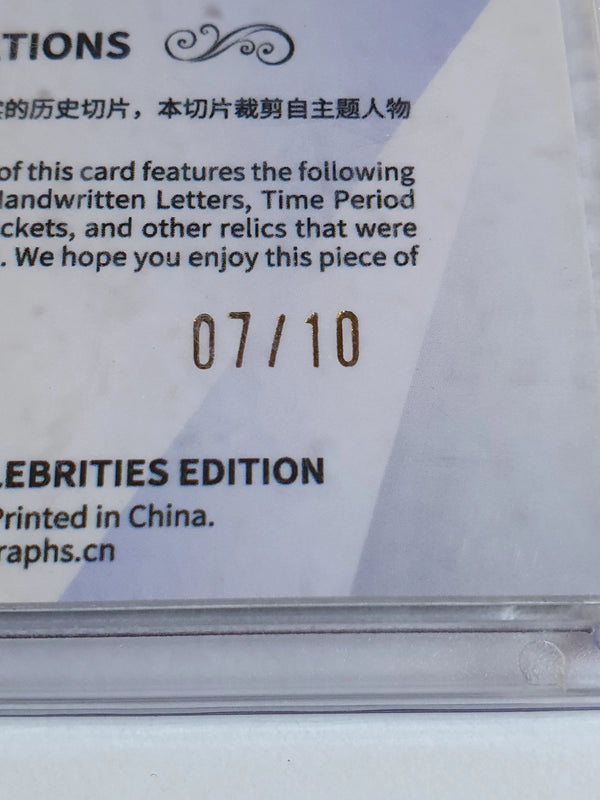 TIONS
的历史切片，本切片裁剪自主题人物
of this card features the following
andwritten Letters, Time Period
ckets, and other relics that were
. We hope you enjoy this piece of
07/10
LEBRITIES EDITION
Printed in China.
raphs.cn